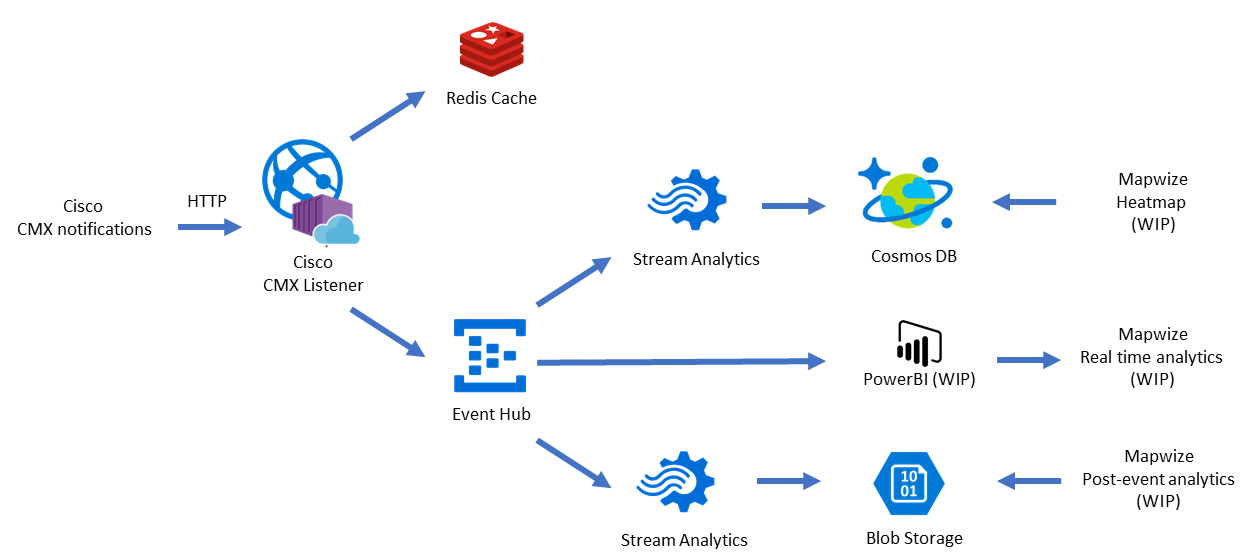 Redis Cache
Cisco
CMX notifications
HTTP
Cisco
CMX Listener
Stream Analytics
Cosmos DB
Mapwize
Heatmap
(WIP)
Event Hub
PowerBI (WIP)
Mapwize
Real time analytics
(WIP)
Stream Analytics
10
01
Blob Storage
Mapwize
Post-event analytics
(WIP)